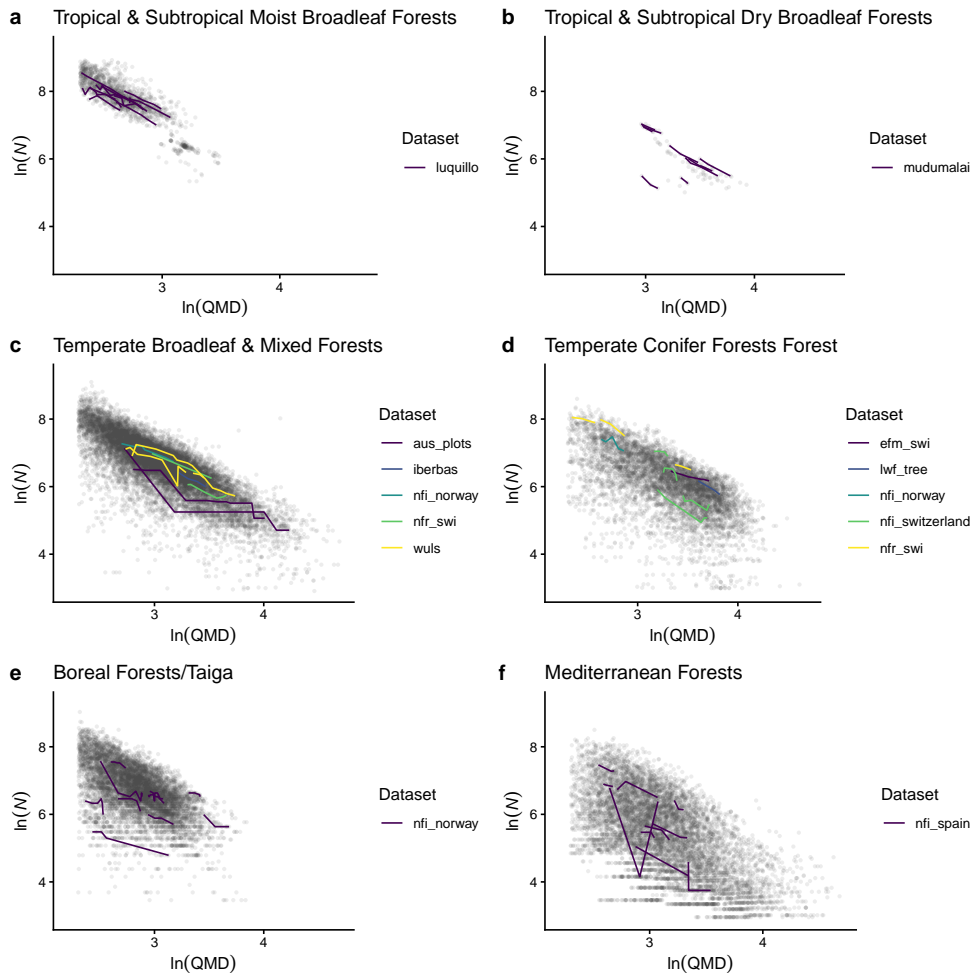 a Tropical & Subtropical Moist Broadleaf Forests
8
6
4
ln(N)
3
4
ln(QMD)
Dataset
luquillo
b Tropical & Subtropical Dry Broadleaf Forests
8
6
4
ln(N)
3
4
ln(QMD)
Dataset
mudumalai
c Temperate Broadleaf & Mixed Forests
8
6
4
ln(N)
3
4
ln(QMD)
Dataset
aus_plots
iberbas
nfi_norway
nfr_swi
wuls
d Temperate Conifer Forests Forest
8
6
4
ln(N)
3
4
ln(QMD)
Dataset
efm_swi
lwf_tree
nfi_norway
nfi_switzerland
nfr_swi
e Boreal Forests/Taiga
8
6
4
ln(N)
3
4
ln(QMD)
Dataset
nfi_norway
f Mediterranean Forests
8
6
4
ln(N)
3
4
ln(QMD)
Dataset
nfi_spain